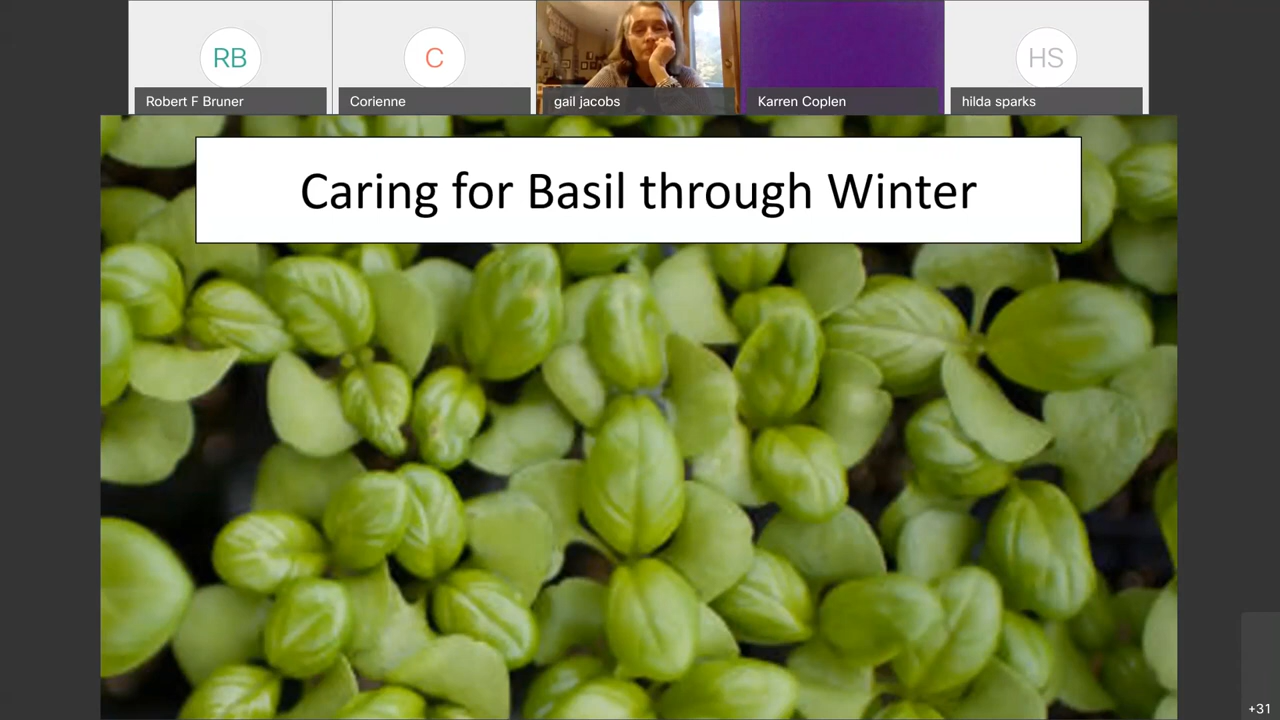 RB
C
HS
Robert F Bruner
Corienne
gail jacobs
Karren Coplen
hilda sparks
Caring for Basil through Winter
+31